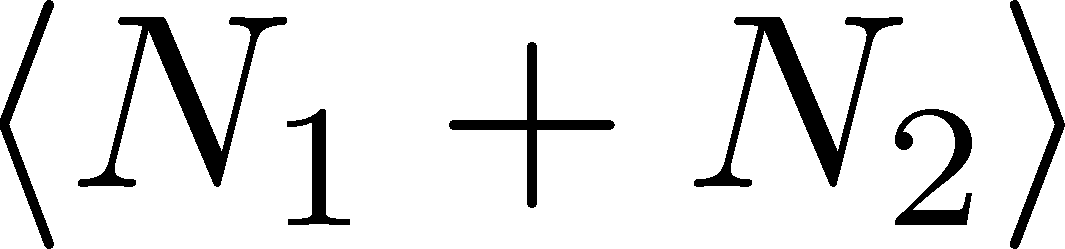 ⟨N₁ + N₂⟩